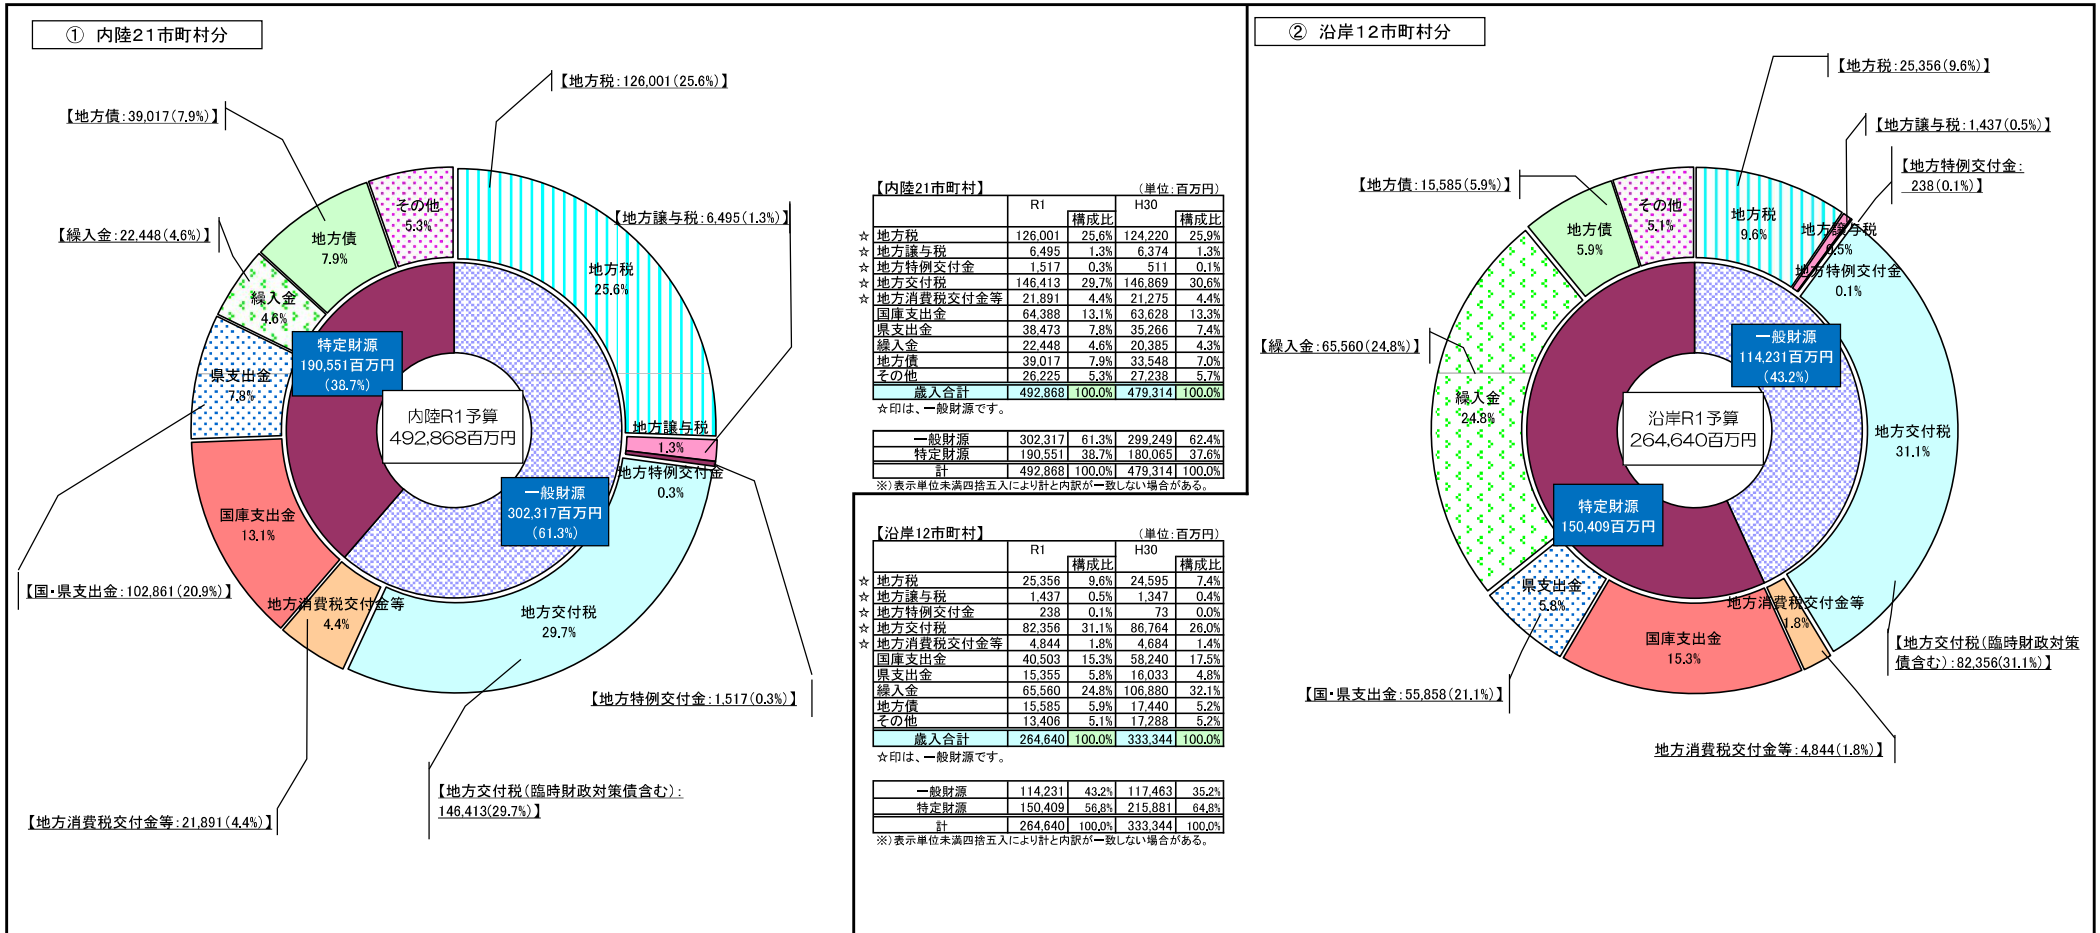 ① 内陸21市町村分
【地方税:126,001(25.6%)】
【地方債:39,017(7.9%)】
【地方譲与税:6,495(1.3%)】
【繰入金:22,448(4.6%)】
その他
5.3%
地方債
7.9%
地方税
25.6%
繰入金
4.6%
特定財源
190,551百万円
(38.7%)
県支出金
7.8%
内陸R1予算
492,868百万円
地方譲与税
1.3%
地方特例交付金
0.3%
一般財源
302,317百万円
(61.3%)
国庫支出金
13.1%
【国・県支出金:102,861(20.9%)】
地方消費税交付金等
4.4%
地方交付税
29.7%
【地方特例交付金:1,517(0.3%)】
【地方交付税(臨時財政対策債含む):
146,413(29.7%)】
【地方消費税交付金等:21,891(4.4%)】
【内陸21市町村】 (単位:百万円)
R1 H30
構成比 構成比
☆ 地方税 126,001 25.6% 124,220 25.9%
☆ 地方譲与税 6,495 1.3% 6,374 1.3%
☆ 地方特例交付金 1,517 0.3% 511 0.1%
☆ 地方交付税 146,413 29.7% 146,869 30.6%
☆ 地方消費税交付金等 21,891 4.4% 21,275 4.4%
国庫支出金 64,388 13.1% 63,628 13.3%
県支出金 38,473 7.8% 35,266 7.4%
繰入金 22,448 4.6% 20,385 4.3%
地方債 39,017 7.9% 33,548 7.0%
その他 26,225 5.3% 27,238 5.7%
歳入合計 492,868 100.0% 479,314 100.0%
☆印は、一般財源です。
一般財源 302,317 61.3% 299,249 62.4%
特定財源 190,551 38.7% 180,065 37.6%
計 492,868 100.0% 479,314 100.0%
※)表示単位未満四捨五入により計と内訳が一致しない場合がある。
【沿岸12市町村】 (単位:百万円)
R1 H30
構成比 構成比
☆ 地方税 25,356 9.6% 24,595 7.4%
☆ 地方譲与税 1,437 0.5% 1,347 0.4%
☆ 地方特例交付金 238 0.1% 73 0.0%
☆ 地方交付税 82,356 31.1% 86,764 26.0%
☆ 地方消費税交付金等 4,844 1.8% 4,684 1.4%
国庫支出金 40,503 15.3% 58,240 17.5%
県支出金 15,355 5.8% 16,033 4.8%
繰入金 65,560 24.8% 106,880 32.1%
地方債 15,585 5.9% 17,440 5.2%
その他 13,406 5.1% 17,288 5.2%
歳入合計 264,640 100.0% 333,344 100.0%
☆印は、一般財源です。
一般財源 114,231 43.2% 117,463 35.2%
特定財源 150,409 56.8% 215,881 64.8%
計 264,640 100.0% 333,344 100.0%
※)表示単位未満四捨五入により計と内訳が一致しない場合がある。
② 沿岸12市町村分
【地方税:25,356(9.6%)】
【地方譲与税:1,437(0.5%)】
【地方特例交付金:
238(0.1%)】
【地方債:15,585(5.9%)】
その他
5.1%
地方税
9.6%
地方債
5.9%
地方譲与税
0.5%
地方特例交付金
0.1%
【繰入金:65,560(24.8%)】
一般財源
114,231百万円
(43.2%)
繰入金
24.8%
沿岸R1予算
264,640百万円
地方交付税
31.1%
特定財源
150,409百万円
県支出金
5.8%
地方消費税交付金等
1.8%
国庫支出金
15.3%
【地方交付税(臨時財政対策
債含む):82,356(31.1%)】
【国・県支出金:55,858(21.1%)】
地方消費税交付金等:4,844(1.8%)】